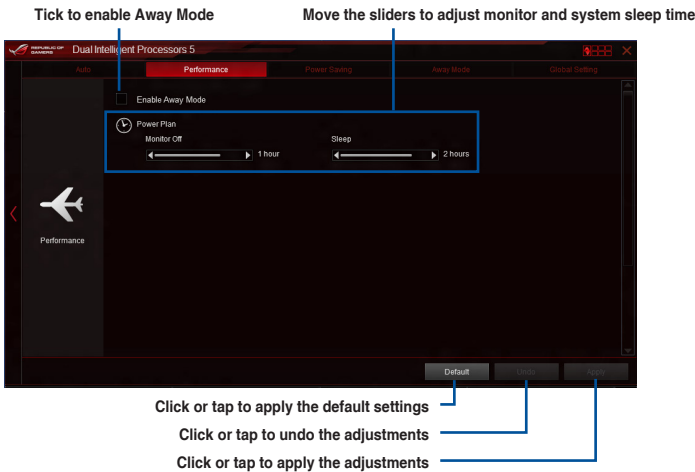 Tick to enable Away Mode
Move the sliders to adjust monitor and system sleep time
REPUBLIC OF
GAMERS
Dual Intelligent Processors 5
Auto
Performance
Power Saving
Away Mode
Global Setting
Enable Away Mode
Power Plan
Monitor Off
Sleep
1 hour
2 hours
Performance
Default
Undo
Apply
Click or tap to apply the default settings
Click or tap to undo the adjustments
Click or tap to apply the adjustments